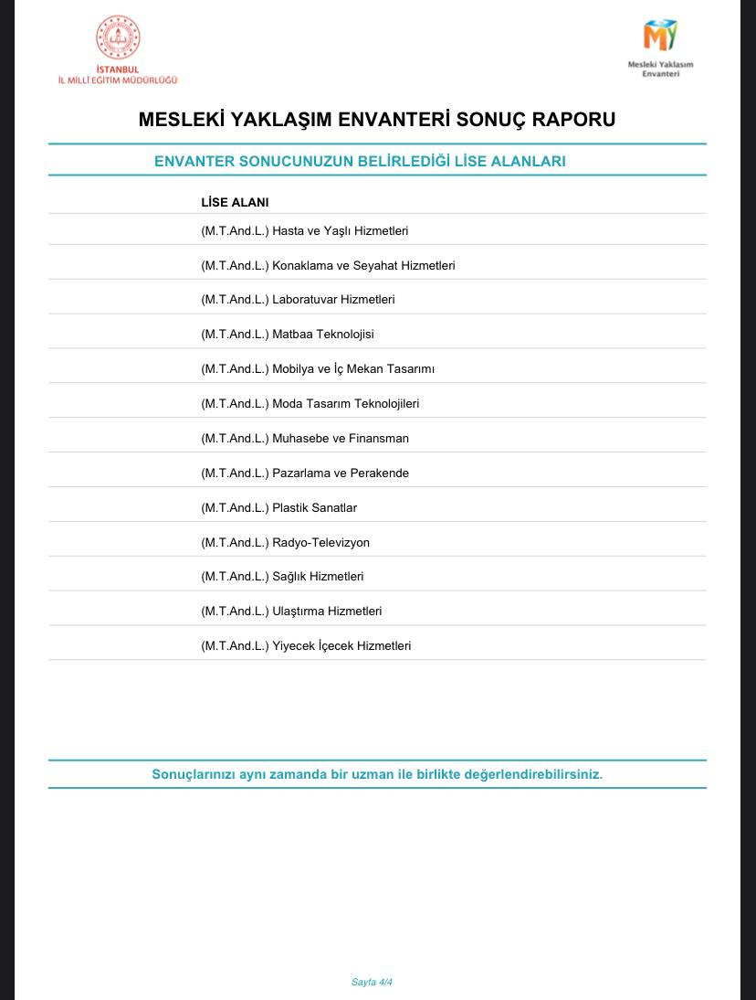 İSTANBUL
İL MİLLÎ EĞİTİM MÜDÜRLÜĞÜ
MY
Mesleki Yaklaşım
Envanteri
MESLEKİ YAKLAŞIM ENVANTERİ SONUÇ RAPORU
ENVANTER SONUCUNUZUN BELİRLEDİĞİ LİSE ALANLARI
LİSE ALANI
(M.T.And.L.) Hasta ve Yaşlı Hizmetleri
(M.T.And.L.) Konaklama ve Seyahat Hizmetleri
(M.T.And.L.) Laboratuvar Hizmetleri
(M.T.And.L.) Matbaa Teknolojisi
(M.T.And.L.) Mobilya ve İç Mekan Tasarımı
(M.T.And.L.) Moda Tasarım Teknolojileri
(M.T.And.L.) Muhasebe ve Finansman
(M.T.And.L.) Pazarlama ve Perakende
(M.T.And.L.) Plastik Sanatlar
(M.T.And.L.) Radyo-Televizyon
(M.T.And.L.) Sağlık Hizmetleri
(M.T.And.L.) Ulaştırma Hizmetleri
(M.T.And.L.) Yiyecek İçecek Hizmetleri
Sonuçlarınızı aynı zamanda bir uzman ile birlikte değerlendirebilirsiniz.
Sayfa 4/4